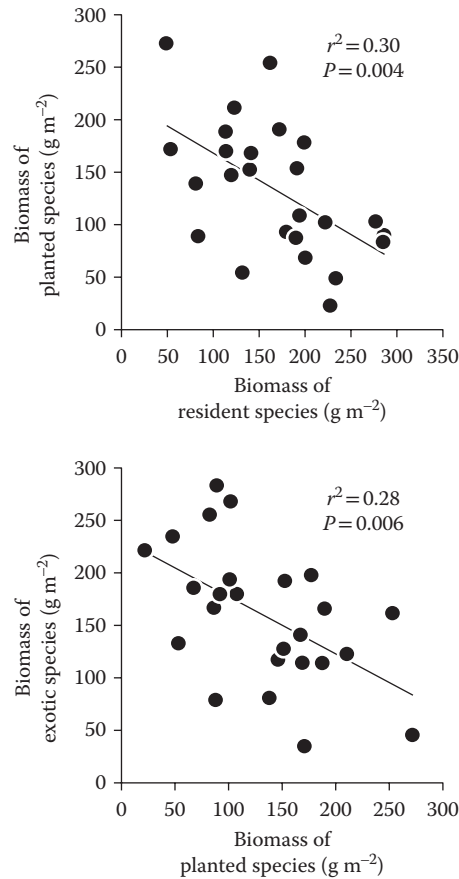 300
250
200
150
100
50
0
Biomass of
planted species (g m⁻²)
r² = 0.30
P = 0.004
0 50 100 150 200 250 300 350
Biomass of
resident species (g m⁻²)
300
250
200
150
100
50
0
Biomass of
exotic species (g m⁻²)
r² = 0.28
P = 0.006
0 50 100 150 200 250 300
Biomass of
planted species (g m⁻²)